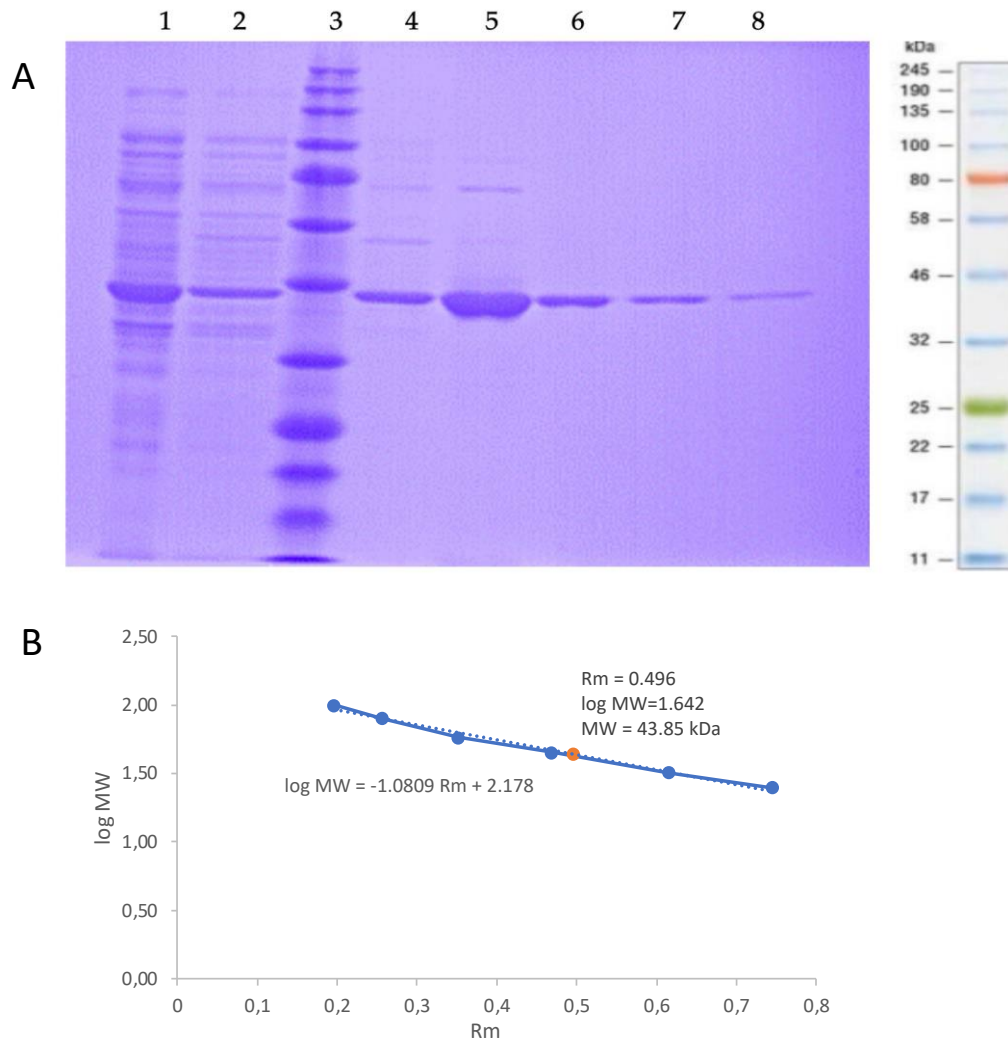 1 2 3 4 5 6 7 8
A
kDa
245
190
135
100
80
58
46
32
25
22
17
11
B
2,50
2,00
1,50
1,00
0,50
0,00
log MW
Rm = 0.496
log MW=1.642
MW = 43.85 kDa
log MW = -1.0809 Rm + 2.178
0 0,1 0,2 0,3 0,4 0,5 0,6 0,7 0,8
Rm